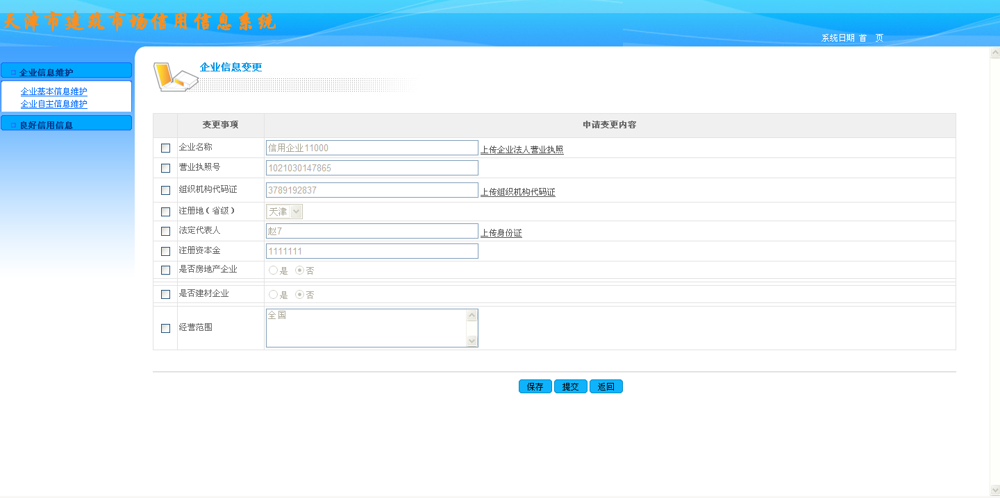 天津市建筑市场信用信息系统
系统日期 首 页
企业信息维护
企业基本信息维护
企业自主信息维护
良好信用信息
企业信息变更
变更事项 申请变更内容
企业名称 信用企业11000 上传企业法人营业执照
营业执照号 1021030147865
组织机构代码证 3789192837 上传组织机构代码证
注册地（省级） 天津
法定代表人 赵7 上传身份证
注册资本金 1111111
是否房地产企业 是 否
是否建材企业 是 否
经营范围 全国
保存 提交 返回